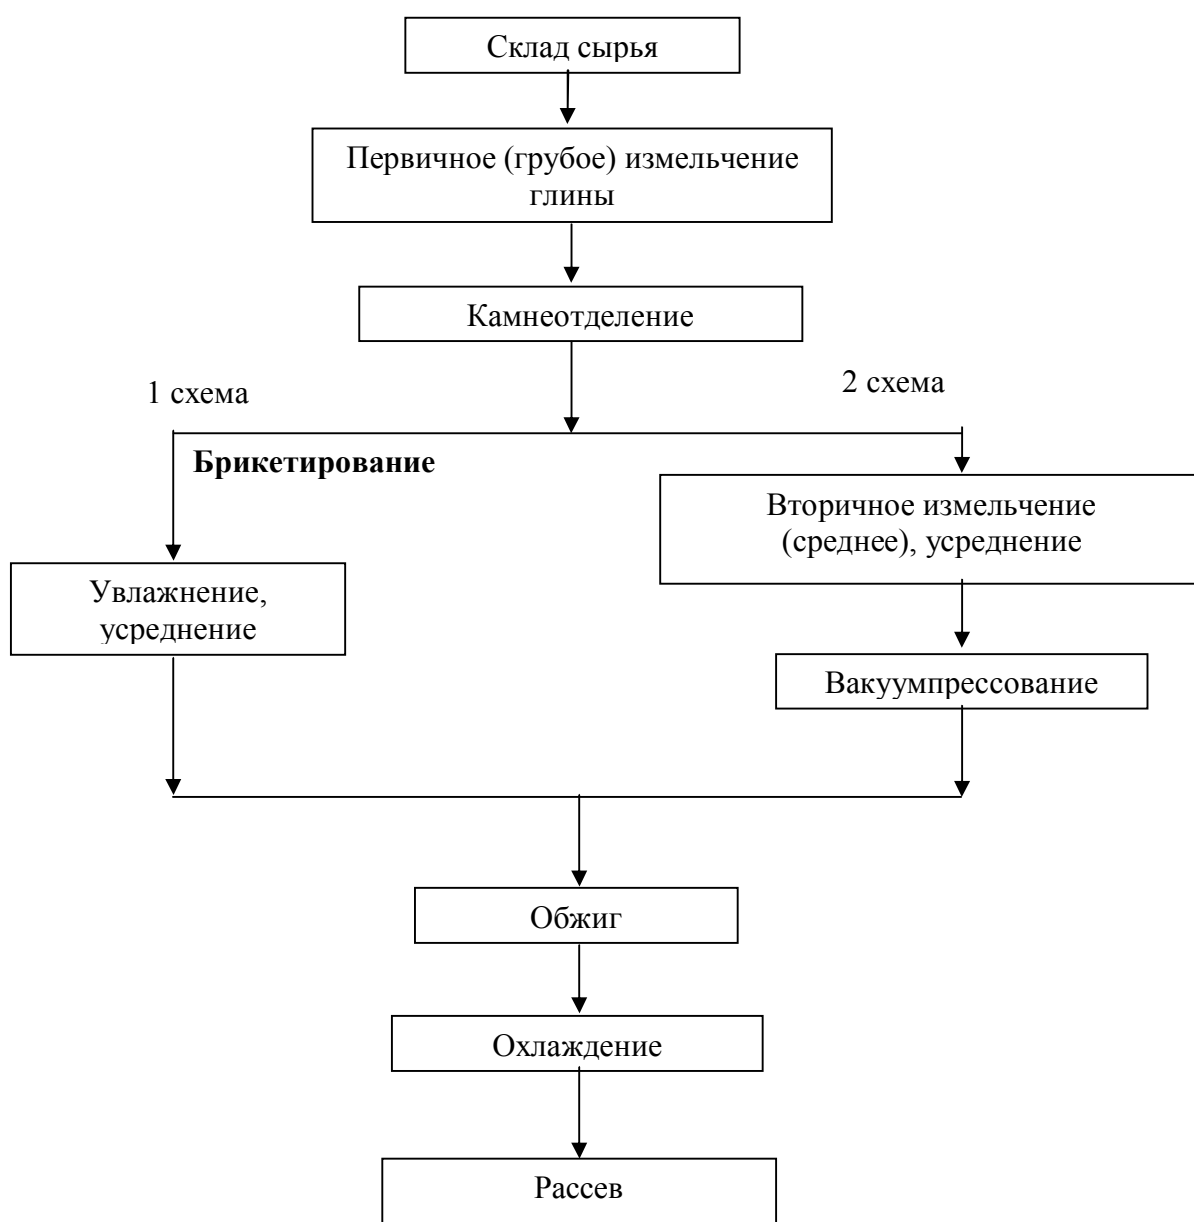 Склад сырья
Первичное (грубое) измельчение
глины
Камнеотделение
1 схема
2 схема
Брикетирование
Вторичное измельчение
(среднее), усреднение
Увлажнение,
усреднение
Вакуумпрессование
Обжиг
Охлаждение
Рассев